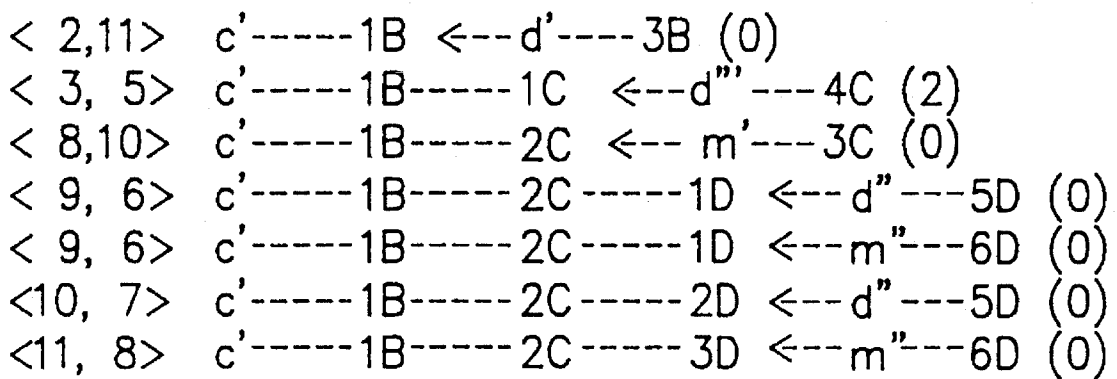 < 2,11> c'-----1B <--d'----3B (0)
< 3, 5> c'-----1B-----1C <---d"'---4C (2)
< 8,10> c'-----1B-----2C <-- m'---3C (0)
< 9, 6> c'-----1B-----2C-----1D <--d"---5D (0)
< 9, 6> c'-----1B-----2C-----1D <--m"---6D (0)
<10, 7> c'-----1B-----2C-----2D <--d"---5D (0)
<11, 8> c'-----1B-----2C-----3D <--m"---6D (0)